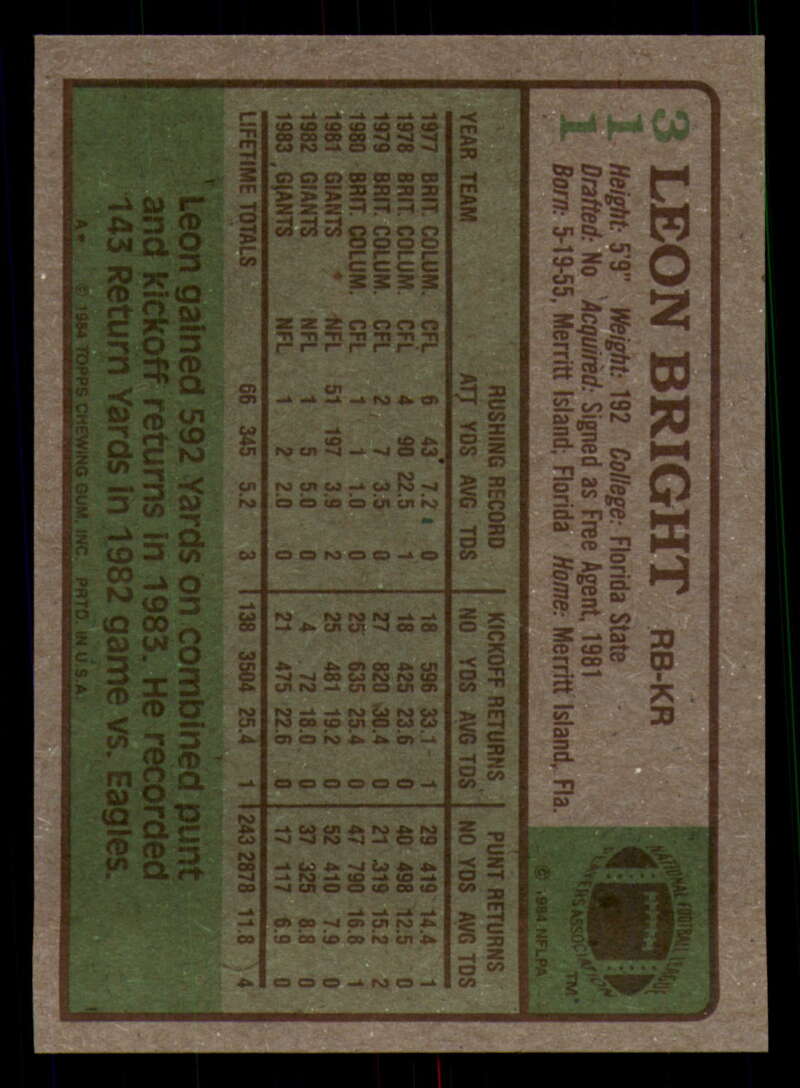 311
LEON BRIGHT RB-KR
Height: 5'9" Weight: 192 College: Florida State
Drafted: No Acquired: Signed as Free Agent, 1981
Born: 5-19-55, Merritt Island, Florida Home: Merritt Island, Fla.
NATIONAL FOOTBALL LEAGUE
PLAYERS ASSOCIATION
TM
© 1984 NFLPA
RUSHING RECORD KICKOFF RETURNS PUNT RETURNS
YEAR TEAM ATT YDS AVG TDS NO YDS AVG TDS NO YDS AVG TDS
1977 BRIT. COLUM. CFL 6 43 7.2 0 18 596 33.1 1 29 419 14.4 1
1978 BRIT. COLUM. CFL 4 90 22.5 1 18 425 23.6 0 40 498 12.5 0
1979 BRIT. COLUM. CFL 2 7 3.5 0 27 820 30.4 0 21 319 15.2 2
1980 BRIT. COLUM. CFL 1 1 1.0 0 25 635 25.4 0 47 790 16.8 1
1981 GIANTS NFL 51 197 3.9 2 25 481 19.2 0 52 410 7.9 0
1982 GIANTS NFL 1 5 5.0 0 4 72 18.0 0 37 325 8.8 0
1983 GIANTS NFL 1 2 2.0 0 21 475 22.6 0 17 117 6.9 0
LIFETIME TOTALS 66 345 5.2 3 138 3504 25.4 1 243 2878 11.8 4
Leon gained 592 Yards on combined punt
and kickoff returns in 1983. He recorded
143 Return Yards in 1982 game vs. Eagles.
A* © 1984 TOPPS CHEWING GUM, INC. PRTD. IN U.S.A.